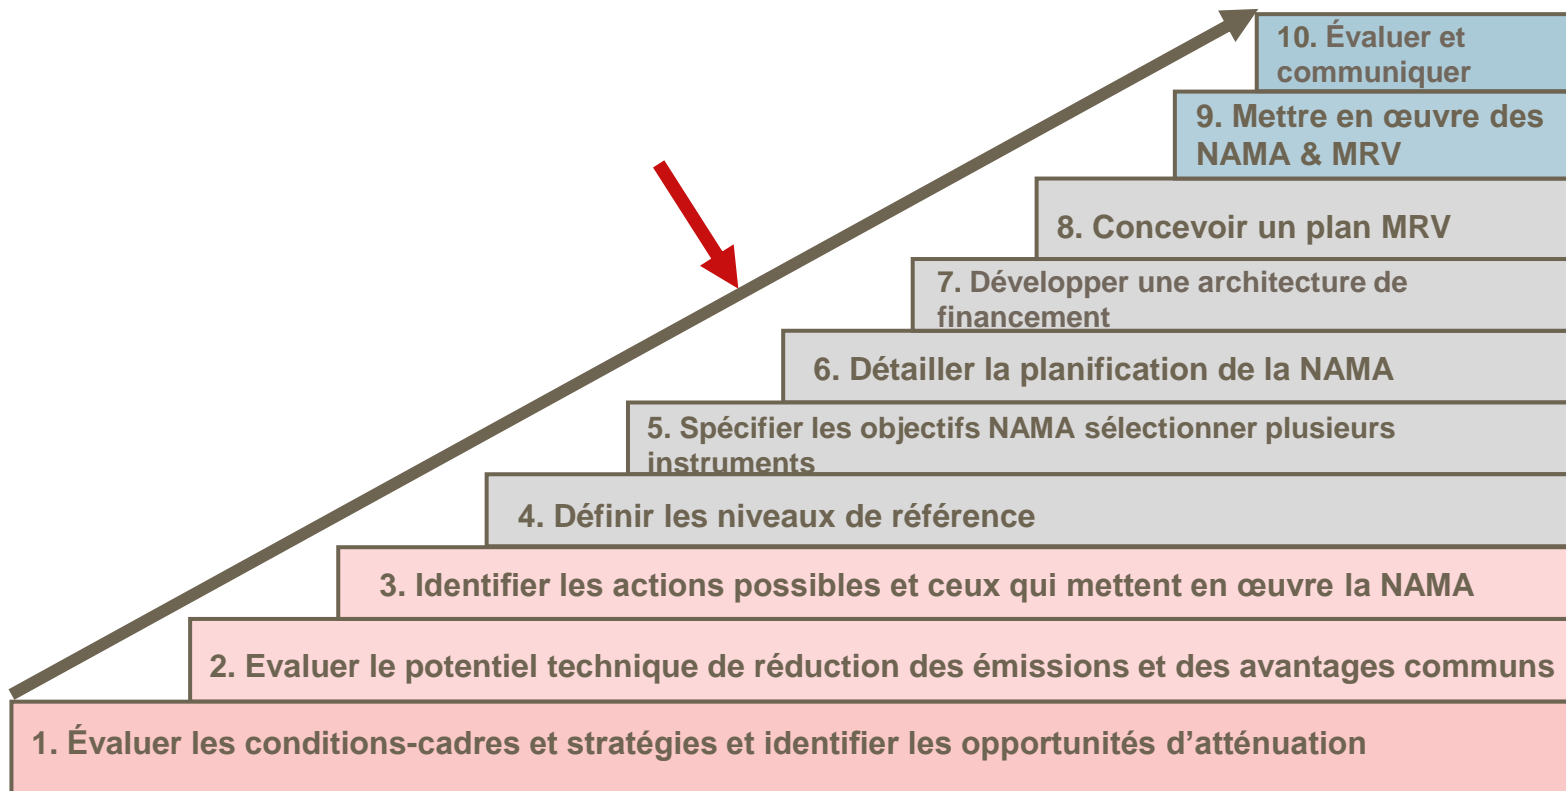 10. Évaluer et
communiquer
9. Mettre en œuvre des
NAMA & MRV
8. Concevoir un plan MRV
7. Développer une architecture de
financement
6. Détailler la planification de la NAMA
5. Spécifier les objectifs NAMA sélectionner plusieurs
instruments
4. Définir les niveaux de référence
3. Identifier les actions possibles et ceux qui mettent en œuvre la NAMA
2. Evaluer le potentiel technique de réduction des émissions et des avantages communs
1. Évaluer les conditions-cadres et stratégies et identifier les opportunités d’atténuation